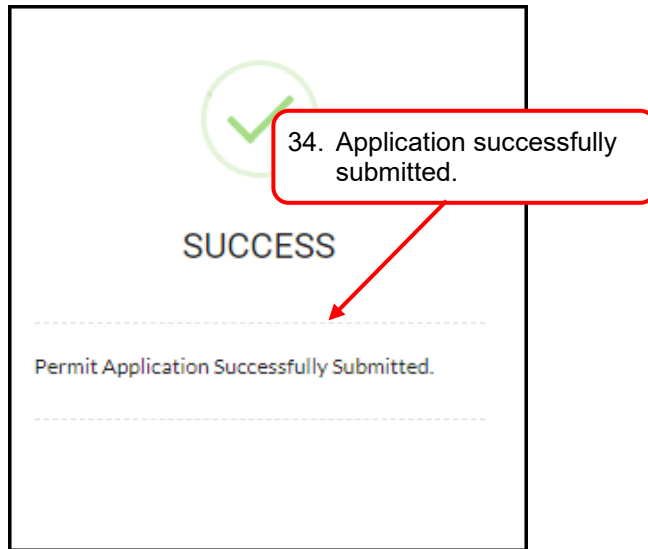 34. Application successfully
submitted.
SUCCESS
Permit Application Successfully Submitted.